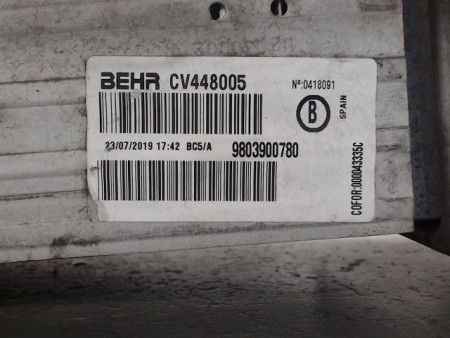 BEHR CV448005
Nº:0418091
B
SPAIN
23/07/2019 17:42 BC5/A
9803900780
COFOR:000043335C